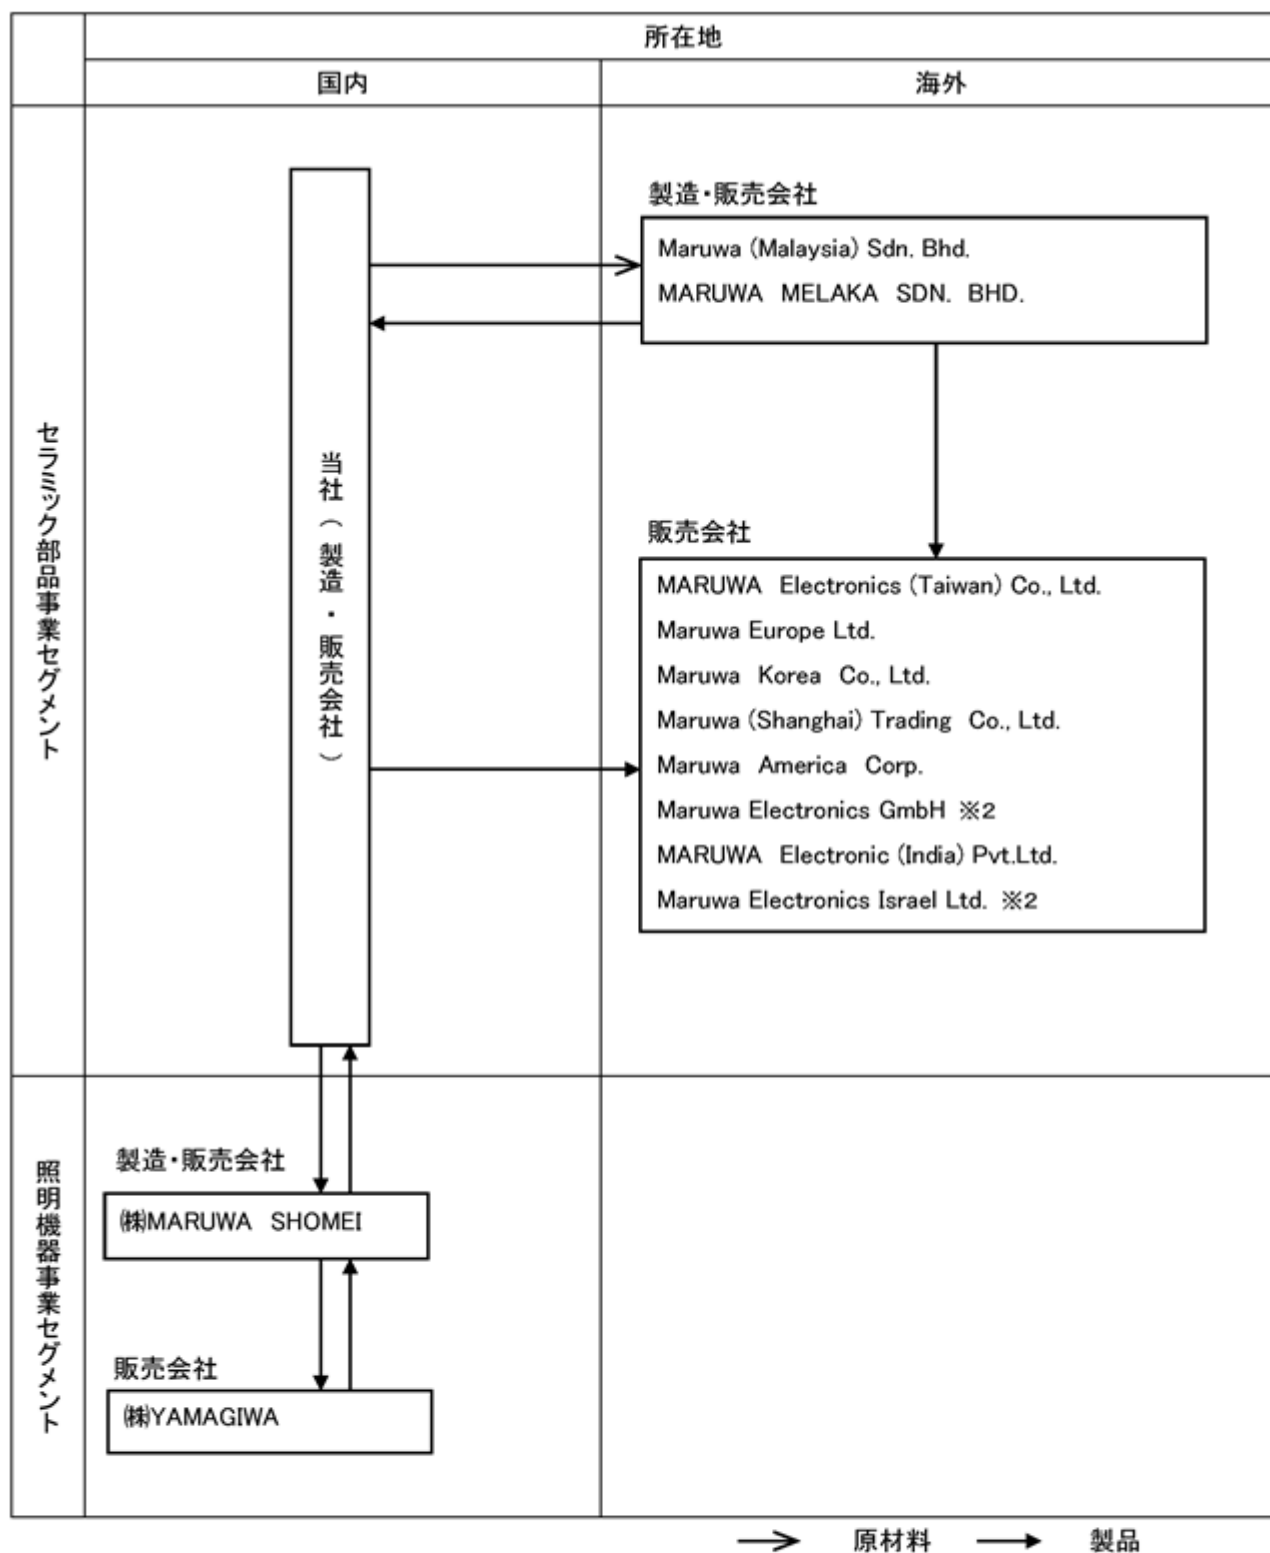 所在地
国内
海外
セラミック部品事業セグメント
当社（製造・販売会社）
製造・販売会社
Maruwa (Malaysia) Sdn. Bhd.
MARUWA MELAKA SDN. BHD.
販売会社
MARUWA Electronics (Taiwan) Co., Ltd.
Maruwa Europe Ltd.
Maruwa Korea Co., Ltd.
Maruwa (Shanghai) Trading Co., Ltd.
Maruwa America Corp.
Maruwa Electronics GmbH ※2
MARUWA Electronic (India) Pvt.Ltd.
Maruwa Electronics Israel Ltd. ※2
照明機器事業セグメント
製造・販売会社
㈱MARUWA SHOMEI
販売会社
㈱YAMAGIWA
原材料
製品